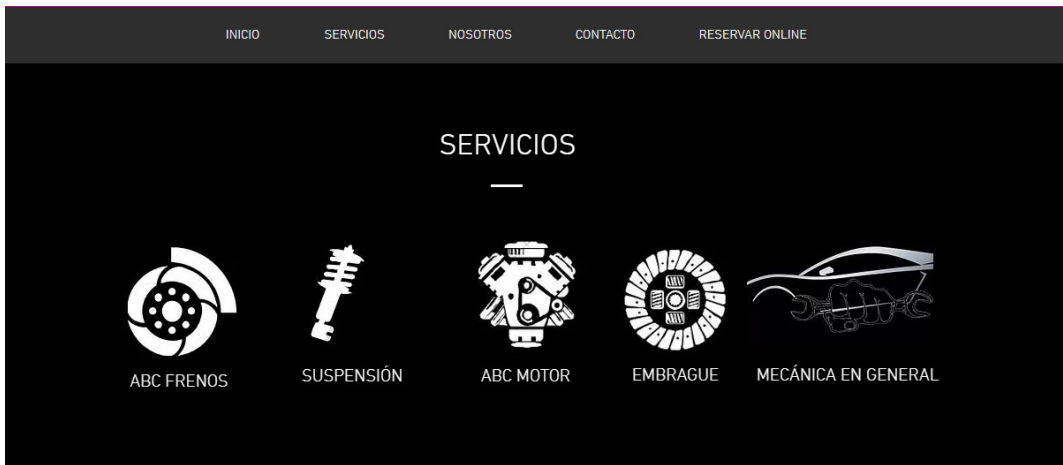 INICIO SERVICIOS NOSOTROS CONTACTO RESERVAR ONLINE
SERVICIOS
ABC FRENOS SUSPENSIÓN ABC MOTOR EMBRAGUE MECÁNICA EN GENERAL